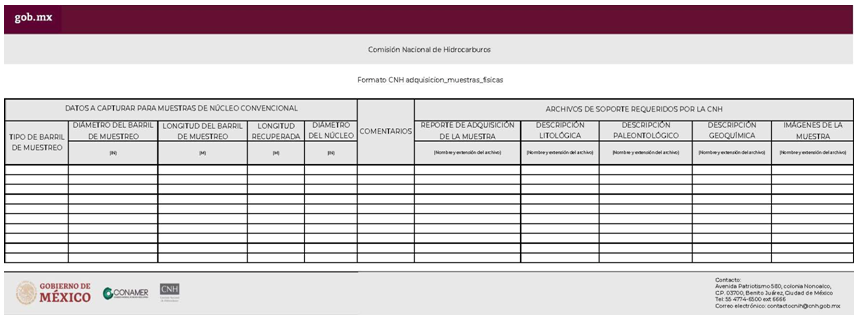 gob.mx
Comisión Nacional de Hidrocarburos
Formato CNH adquisicion_muestras_fisicas
DATOS A CAPTURAR PARA MUESTRAS DE NÚCLEO CONVENCIONAL
ARCHIVOS DE SOPORTE REQUERIDOS POR LA CNH
TIPO DE BARRIL
DE MUESTREO
DIÁMETRO DEL BARRIL
DE MUESTREO
(IN)
LONGITUD DEL BARRIL
DE MUESTREO
(M)
LONGITUD
RECUPERADA
(M)
DIÁMETRO
DEL NÚCLEO
(IN)
COMENTARIOS
REPORTE DE ADQUISICIÓN
DE LA MUESTRA
(Nombre y extensión del archivo)
DESCRIPCIÓN
LITOLÓGICA
(Nombre y extensión del archivo)
DESCRIPCIÓN
PALEONTOLÓGICO
(Nombre y extensión del archivo)
DESCRIPCIÓN
GEOQUÍMICA
(Nombre y extensión del archivo)
IMÁGENES DE LA
MUESTRA
(Nombre y extensión del archivo)
GOBIERNO DE
MÉXICO
CONAMER
CNH
Contacto:
Avenida Patriotismo 580, colonia Nonoalco,
C.P. 03700, Benito Juárez, Ciudad de México
Tel: 55 4774-6500 ext 6666
Correo electrónico: contactocnih@cnh.gob.mx